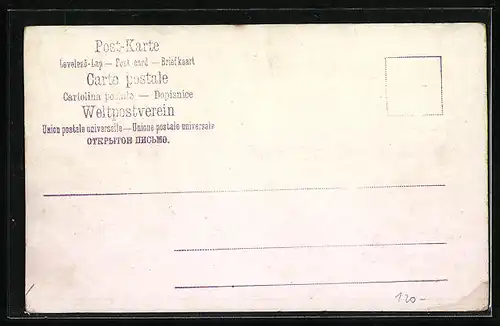 Post-Karte
Levelező-Lap — Post card — Briefkaart
Carte postale
Cartolina postale — Dopisnice
Weltpostverein
Union postale universelle — Unione postale universale
ОТКРЫТОЕ ПИСЬМО.
120-